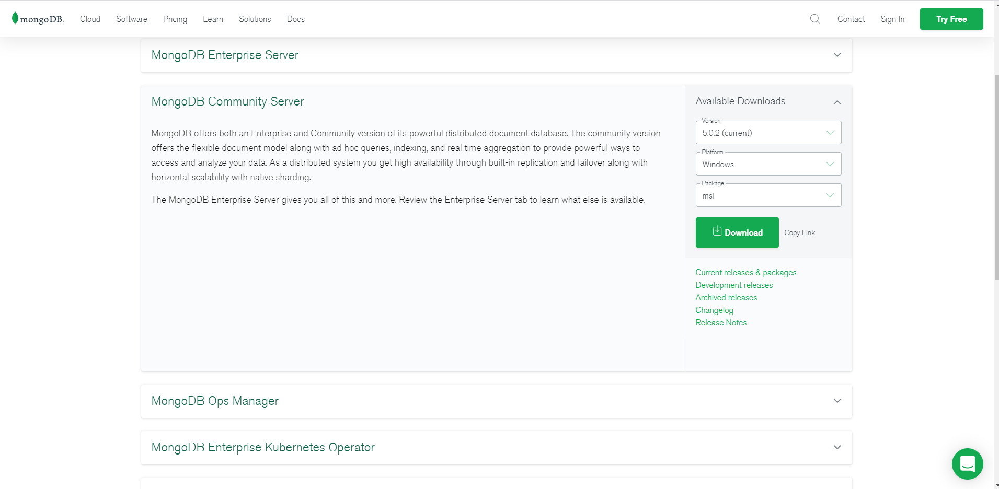 mongoDB. Cloud Software Pricing Learn Solutions Docs Contact Sign In Try Free
MongoDB Enterprise Server
MongoDB Community Server
MongoDB offers both an Enterprise and Community version of its powerful distributed document database. The community version
offers the flexible document model along with ad hoc queries, indexing, and real time aggregation to provide powerful ways to
access and analyze your data. As a distributed system you get high availability through built-in replication and failover along with
horizontal scalability with native sharding.
The MongoDB Enterprise Server gives you all of this and more. Review the Enterprise Server tab to learn what else is available.
Available Downloads
Version
5.0.2 (current)
Platform
Windows
Package
msi
Download Copy Link
Current releases & packages
Development releases
Archived releases
Changelog
Release Notes
MongoDB Ops Manager
MongoDB Enterprise Kubernetes Operator